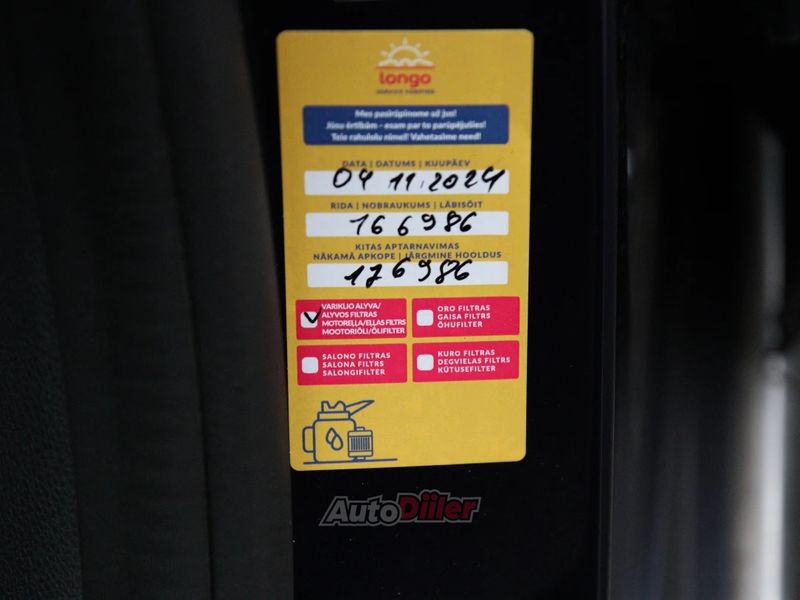 longo
Mes pasirūpinome už jus!
Jūsu ērtībām - esam par to parūpējušies!
Teie rahulolu nimel! Vahetasime need!
DATA | DATUMS | KUUPÄEV
04 11.2024
RIDA | NOBRAUKUMS | LÄBISÕIT
166986
KITAS APTARNAVIMAS
NĀKAMĀ APKOPE | JÄRGMINE HOOLDUS
176986
VARIKLIO ALYVA/
ALYVOS FILTRAS
MOTOREĻĻA/EĻĻAS FILTRS
MOOTORIÕLI/ÕLIFILTER
ORO FILTRAS
GAISA FILTRS
ÕHUFILTER
SALONO FILTRAS
SALONA FILTRS
SALONGIFILTER
KURO FILTRAS
DEGVIELAS FILTRS
KÜTUSEFILTER
AutoDiiler